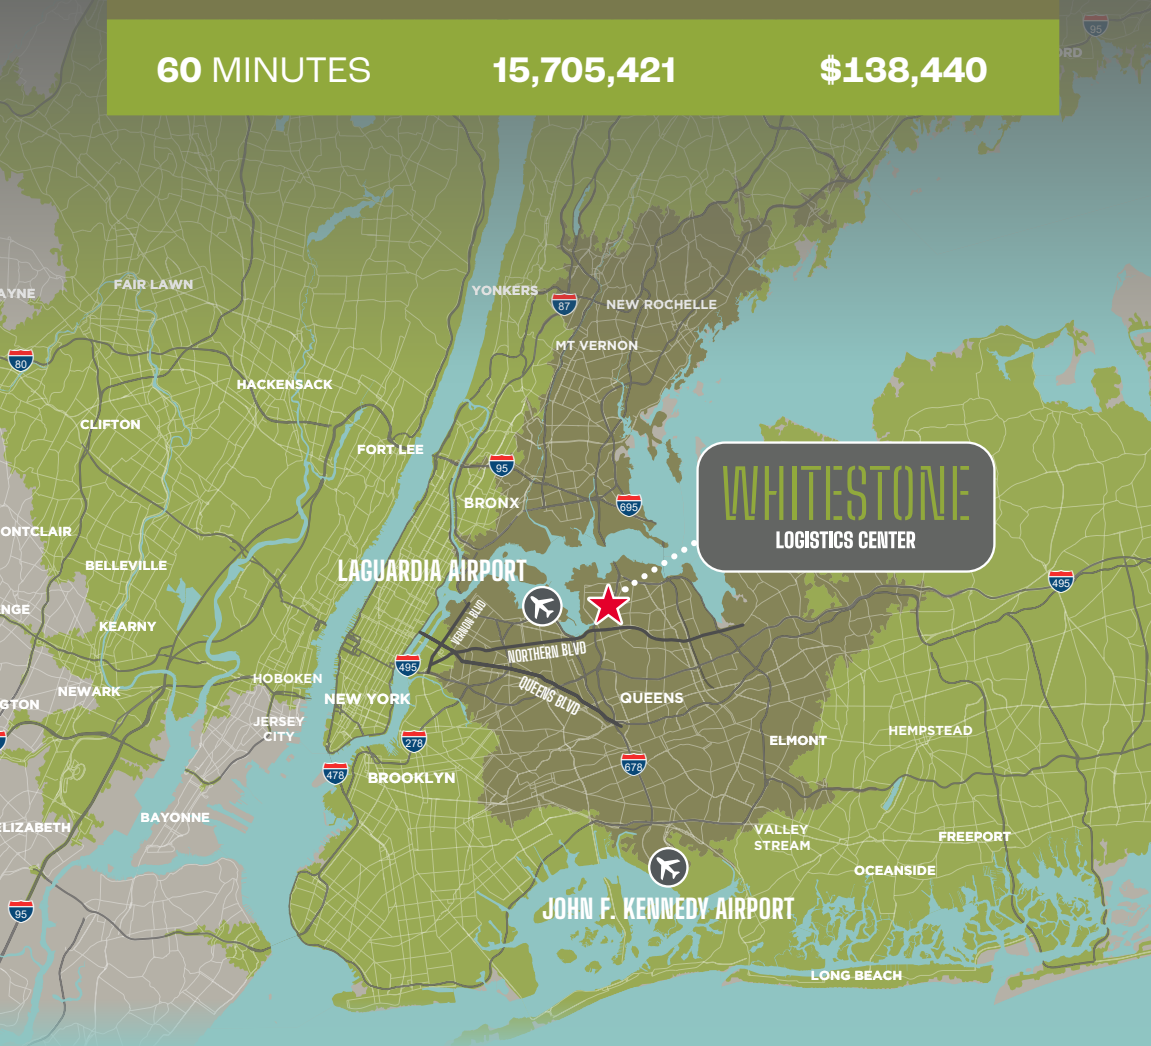 60 MINUTES 15,705,421 $138,440
95
ORD
FAIR LAWN
AYNE
YONKERS
87
NEW ROCHELLE
MT VERNON
80
HACKENSACK
CLIFTON
FORT LEE
95
BRONX
695
WHITESTONE
LOGISTICS CENTER
ONTCLAIR
BELLEVILLE
LAGUARDIA AIRPORT
495
NGE
KEARNY
VERNON BLVD
NORTHERN BLVD
495
HOBOKEN
NEWARK
GTON
NEW YORK
QUEENS BLVD
QUEENS
JERSEY
CITY
278
ELMONT
HEMPSTEAD
478
BROOKLYN
678
BAYONNE
ELIZABETH
VALLEY
STREAM
FREEPORT
OCEANSIDE
95
JOHN F. KENNEDY AIRPORT
LONG BEACH